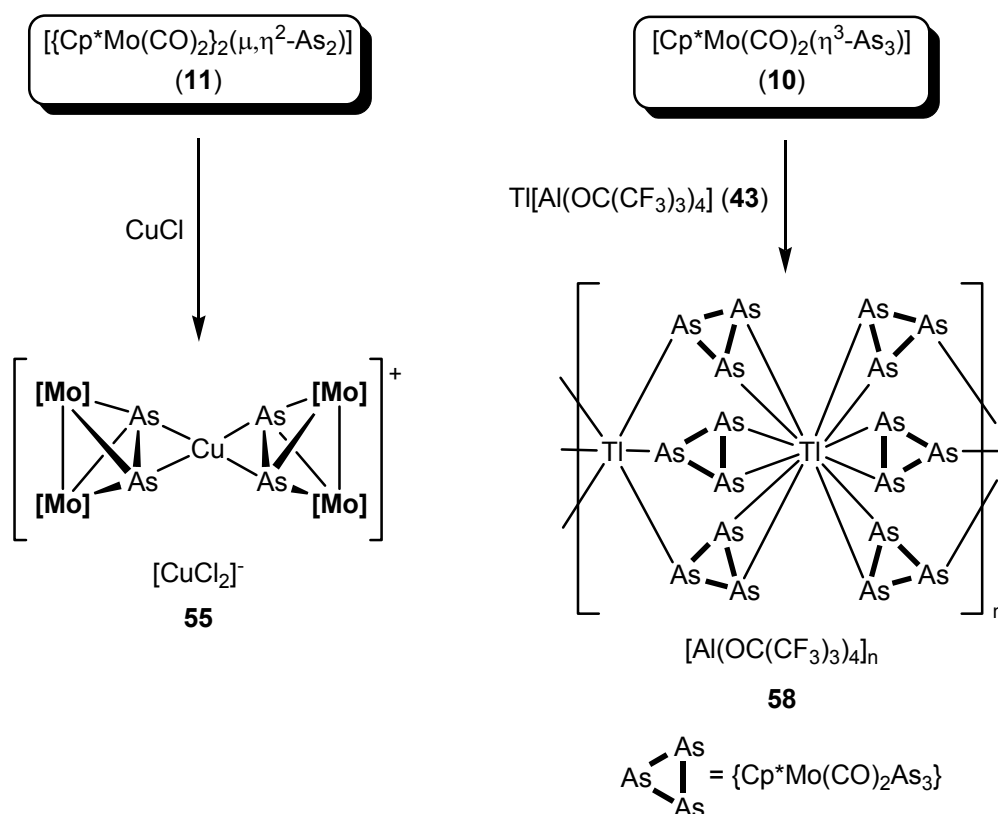 [{Cp*Mo(CO)2}2(μ,η2-As2)]
(11)
CuCl
[Mo]
[Mo]
As
As
Cu
As
As
[Mo]
[Mo]
+
[CuCl2]-
55
[Cp*Mo(CO)2(η3-As3)]
(10)
Tl[Al(OC(CF3)3)4] (43)
As
As
As
As
As
As
Tl
As
As
As
Tl
As
As
As
As
As
As
As
As
As
n
[Al(OC(CF3)3)4]n
58
As
As
As
= {Cp*Mo(CO)2As3}